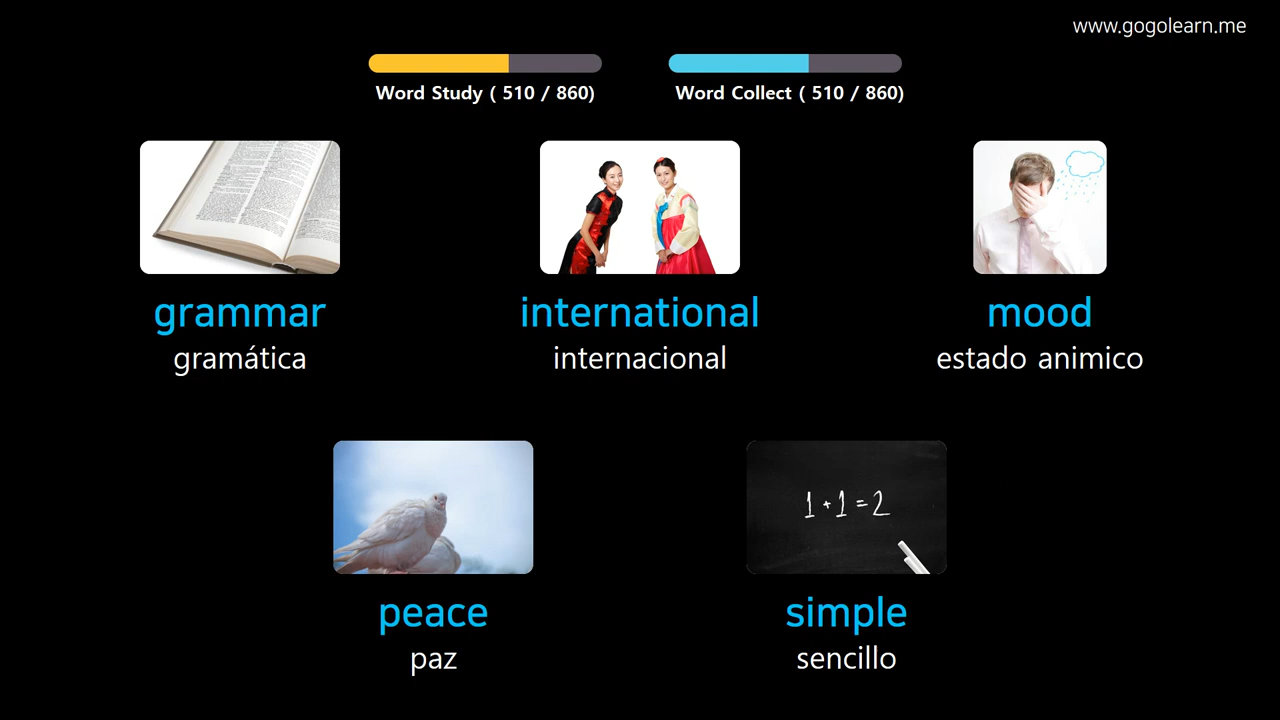 www.gogolearn.me
Word Study ( 510 / 860)
Word Collect ( 510 / 860)
grammar
gramática
international
internacional
mood
estado animico
1+1=2
peace
paz
simple
sencillo